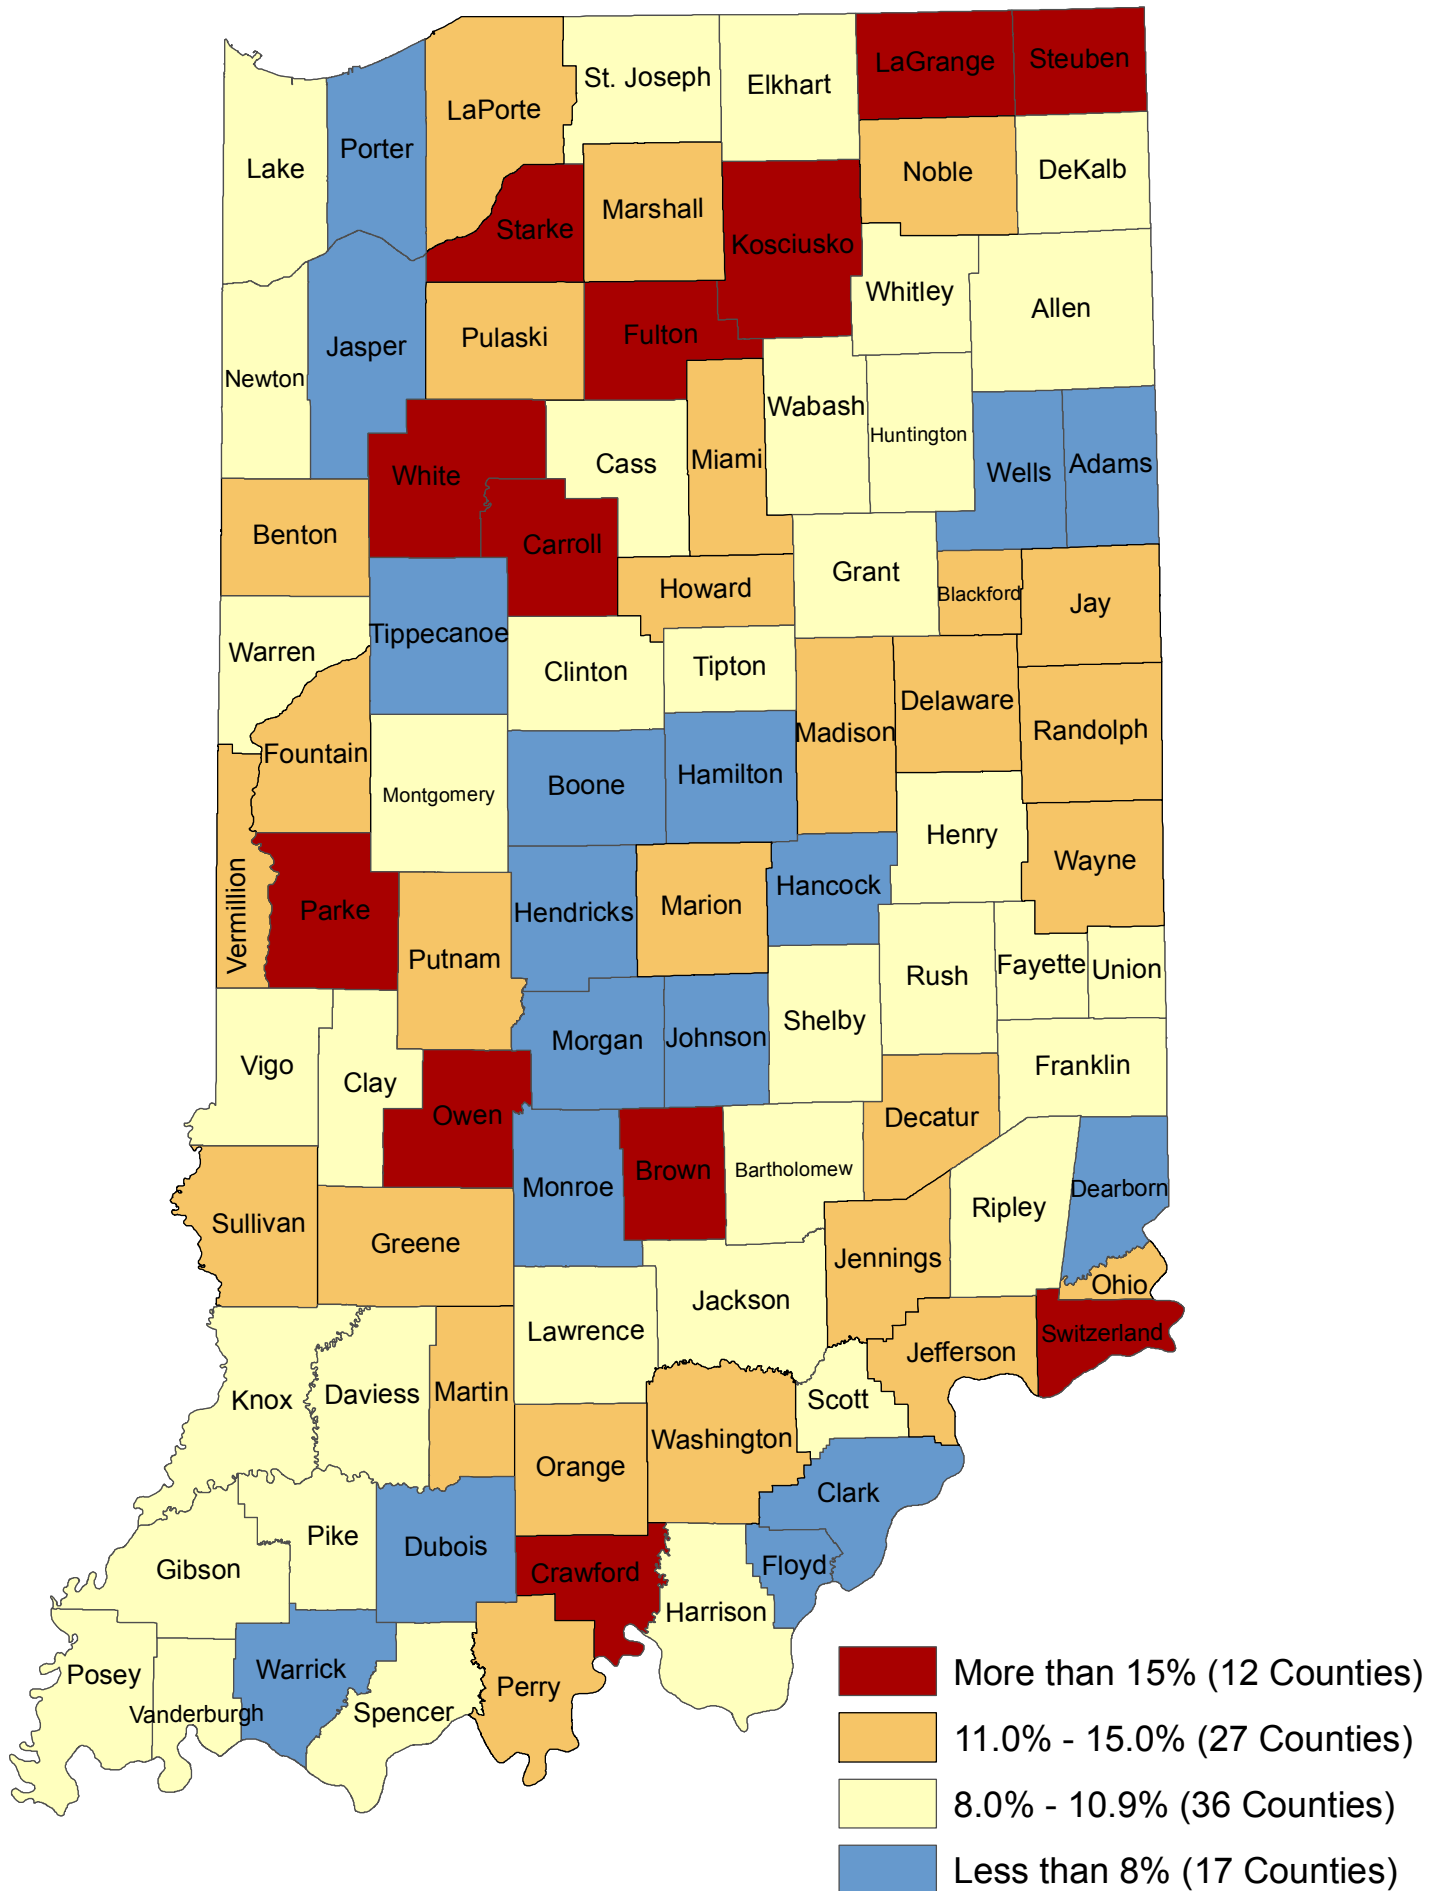 LaGrange
Steuben
St. Joseph
Elkhart
LaPorte
Porter
Lake
Noble
DeKalb
Marshall
Starke
Kosciusko
Whitley
Allen
Fulton
Pulaski
Jasper
Newton
Wabash
Huntington
Miami
Cass
White
Wells
Adams
Benton
Carroll
Grant
Howard
Blackford
Jay
Tippecanoe
Warren
Clinton
Tipton
Delaware
Madison
Randolph
Fountain
Hamilton
Boone
Montgomery
Henry
Wayne
Hancock
Marion
Hendricks
Parke
Vermillion
Putnam
Rush
Fayette
Union
Shelby
Morgan
Johnson
Vigo
Clay
Franklin
Owen
Decatur
Brown
Bartholomew
Monroe
Dearborn
Ripley
Sullivan
Greene
Jennings
Ohio
Jackson
Lawrence
Switzerland
Jefferson
Knox
Daviess
Martin
Scott
Washington
Orange
Clark
Pike
Dubois
Gibson
Crawford
Floyd
Harrison
Posey
Warrick
Perry
Vanderburgh
Spencer
More than 15% (12 Counties)
11.0% - 15.0% (27 Counties)
8.0% - 10.9% (36 Counties)
Less than 8% (17 Counties)